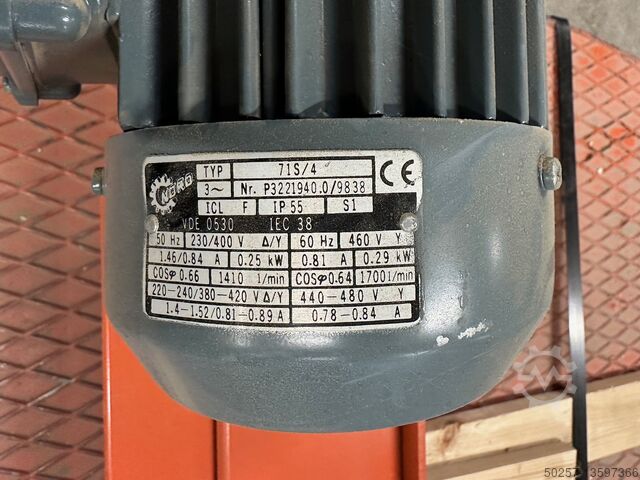 NORD
TYP 71S/4
3~ Nr. P3221940.0/9838 CE
ICL F IP 55 S1
VDE 0530 IEC 38
50 Hz 230/400 V Δ/Y 60 Hz 460 V Y
1.46/0.84 A 0.25 kW 0.81 A 0.29 kW
COSφ 0.66 1410 1/min COSφ 0.64 1700 1/min
220-240/380-420 V Δ/Y 440-480 V Y
1.4-1.52/0.81-0.89 A 0.78-0.84 A
50257-13597366